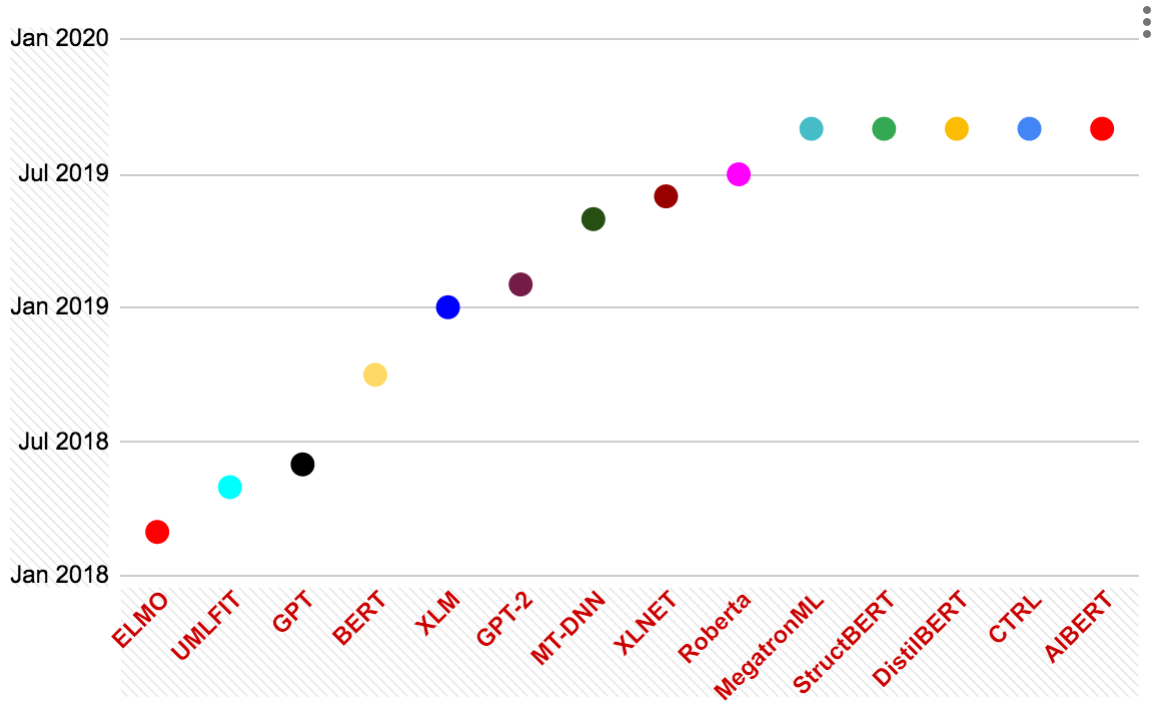 Jan 2020
Jul 2019
Jan 2019
Jul 2018
Jan 2018
ELMO
UMLFIT
GPT
BERT
XLM
GPT-2
MT-DNN
XLNET
Roberta
MegatronML
StructBERT
DistilBERT
CTRL
AlBERT